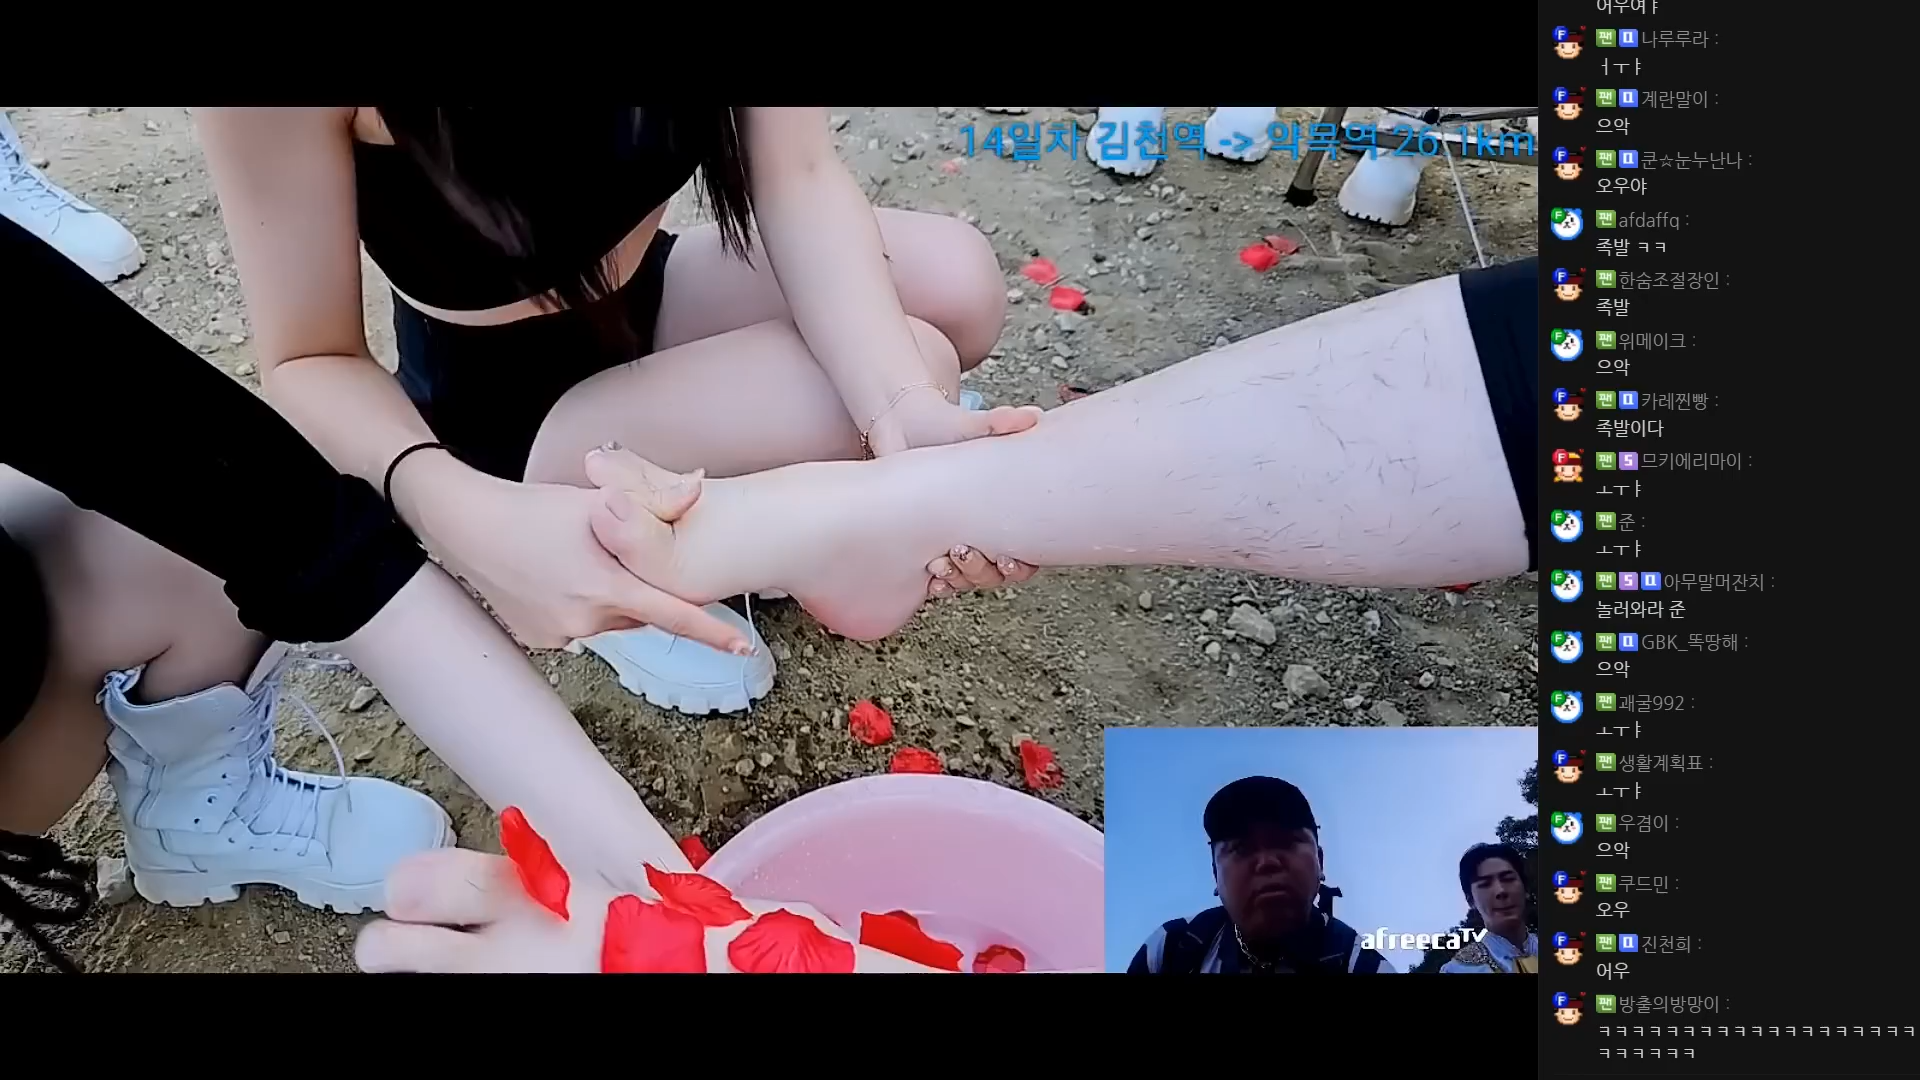 14일차 김천역 -> 약목역 26.1km
afreecaTV
어우여ㅑ
F 팬 나루루라 :
ㅓㅜㅑ
F 팬 계란말이 :
으악
F 팬 쿤☆눈누난나 :
오우야
F 팬 afdaffq :
족발 ㅋㅋ
F 팬 한숨조절장인 :
족발
F 팬 위메이크 :
으악
F 팬 카레찐빵 :
족발이다
F 팬 S 므키에리마이 :
ㅗㅜㅑ
F 팬 준 :
ㅗㅜㅑ
F 팬 S 아무말머잔치 :
놀러와라 준
F 팬 GBK_똑땅해 :
으악
F 팬 괘굴992 :
ㅗㅜㅑ
F 팬 생활계획표 :
ㅗㅜㅑ
F 팬 우겸이 :
으악
F 팬 쿠드민 :
오우
F 팬 진천희 :
어우
F 팬 방출의방망이 :
ㅋㅋㅋㅋㅋㅋㅋㅋㅋㅋㅋㅋㅋㅋㅋㅋㅋㅋㅋ
ㅋㅋㅋㅋㅋㅋ